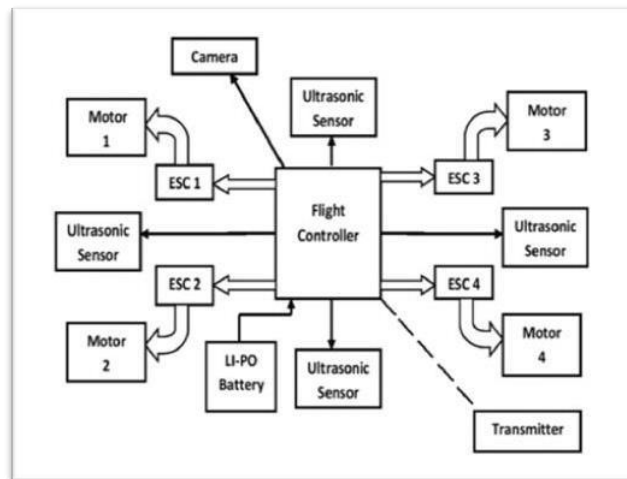 Camera
Ultrasonic
Sensor
Motor
1
Motor
3
ESC 1
ESC 3
Flight
Controller
Ultrasonic
Sensor
Ultrasonic
Sensor
ESC 2
ESC 4
Motor
2
LI-PO
Battery
Ultrasonic
Sensor
Motor
4
Transmitter